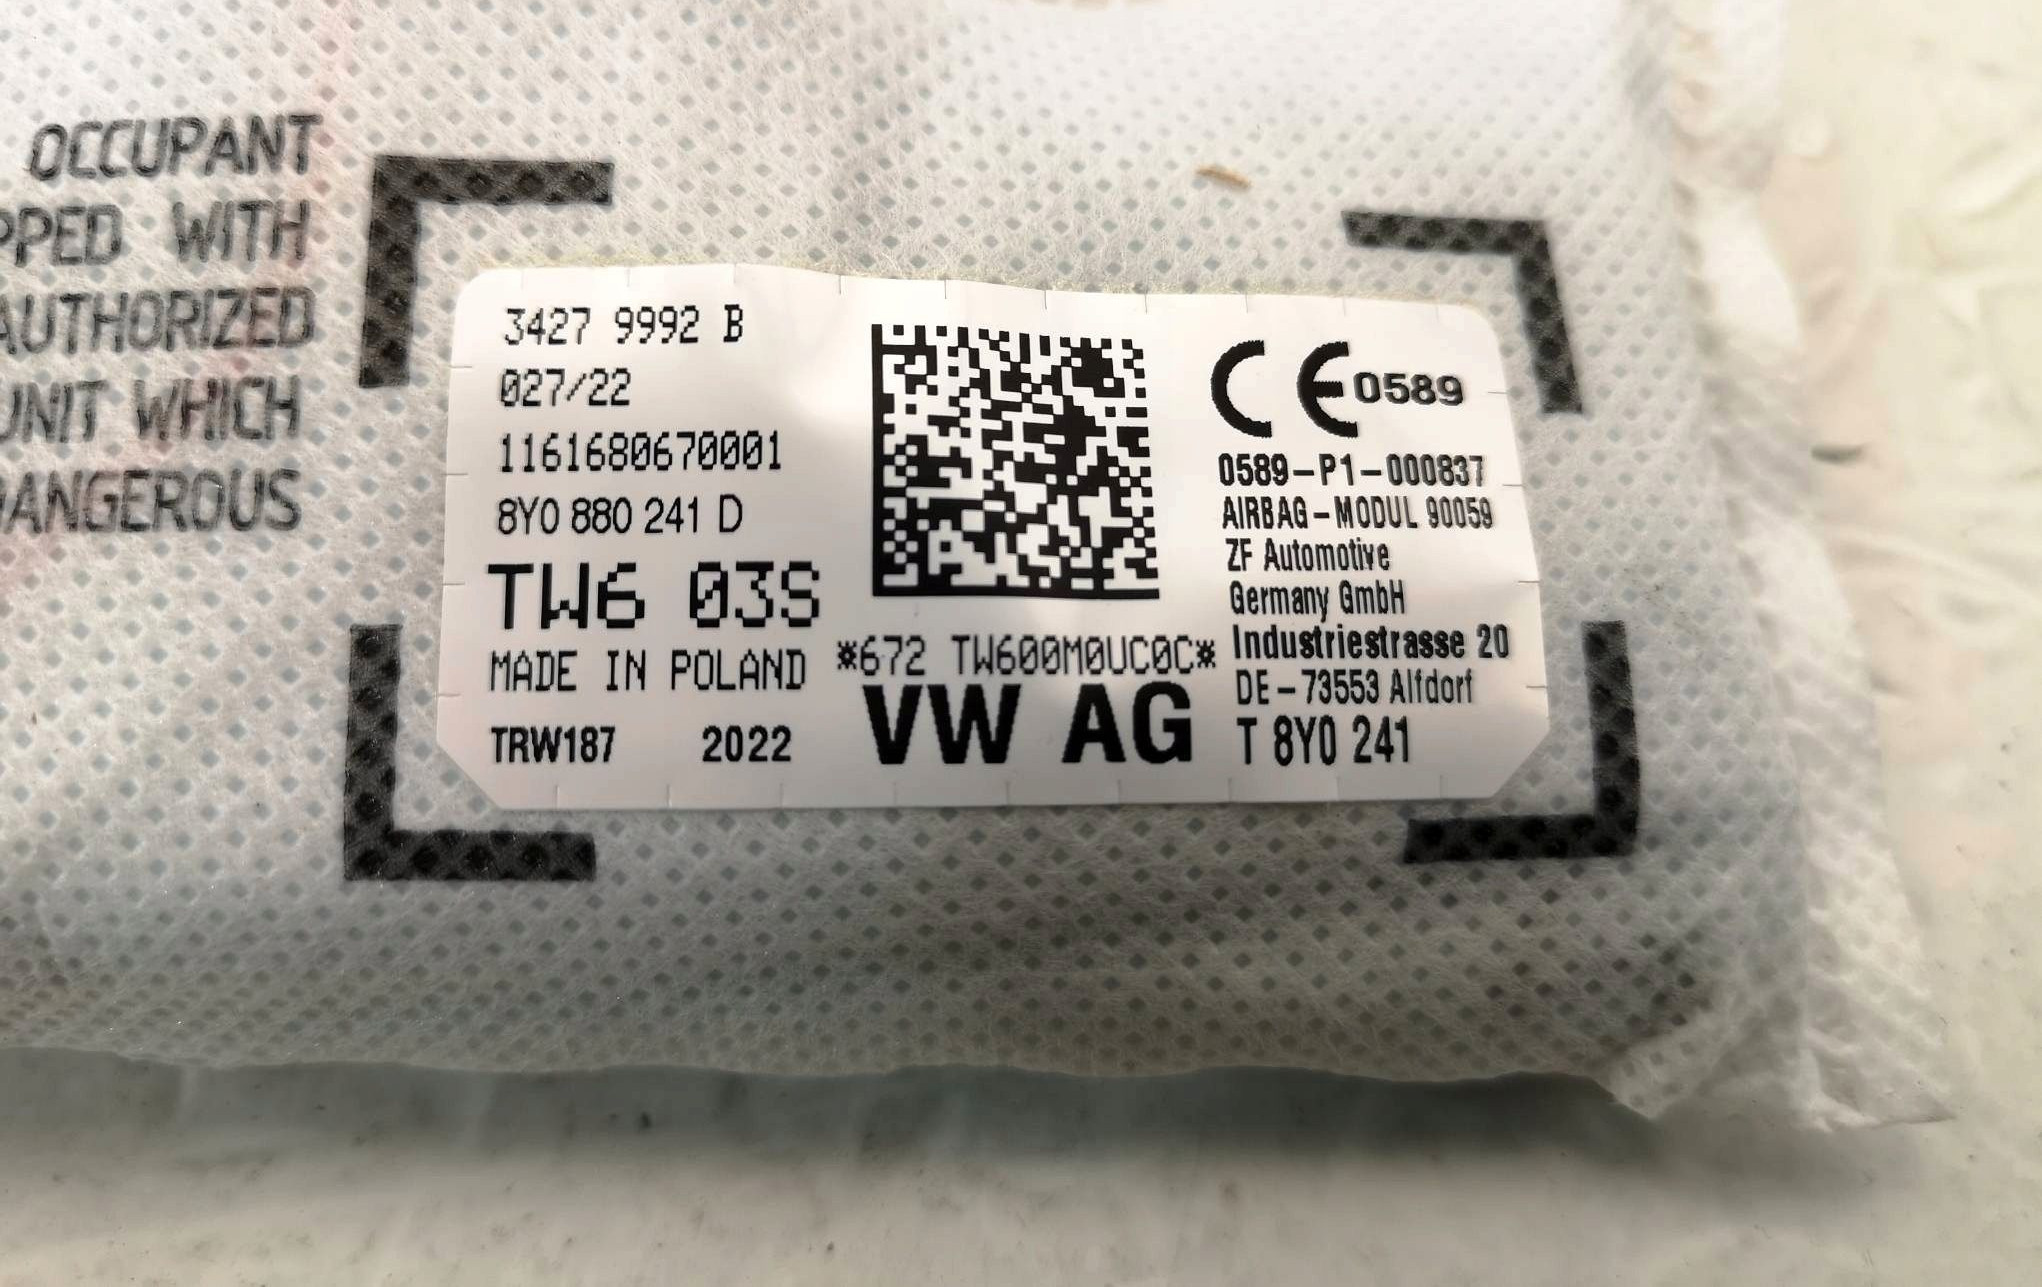 OCCUPANT
WITH
AUTHORIZED
UNIT WHICH
DANGEROUS
3427 9992 B
027/22
1161680670001
8Y0 880 241 D
TW6 03S
MADE IN POLAND
TRW187 2022
*672 TW600M0UC0C*
VW AG
CE 0589
0589-P1-000837
AIRBAG-MODUL 90059
ZF Automotive
Germany GmbH
Industriestrasse 20
DE-73553 Alfdorf
T 8Y0 241